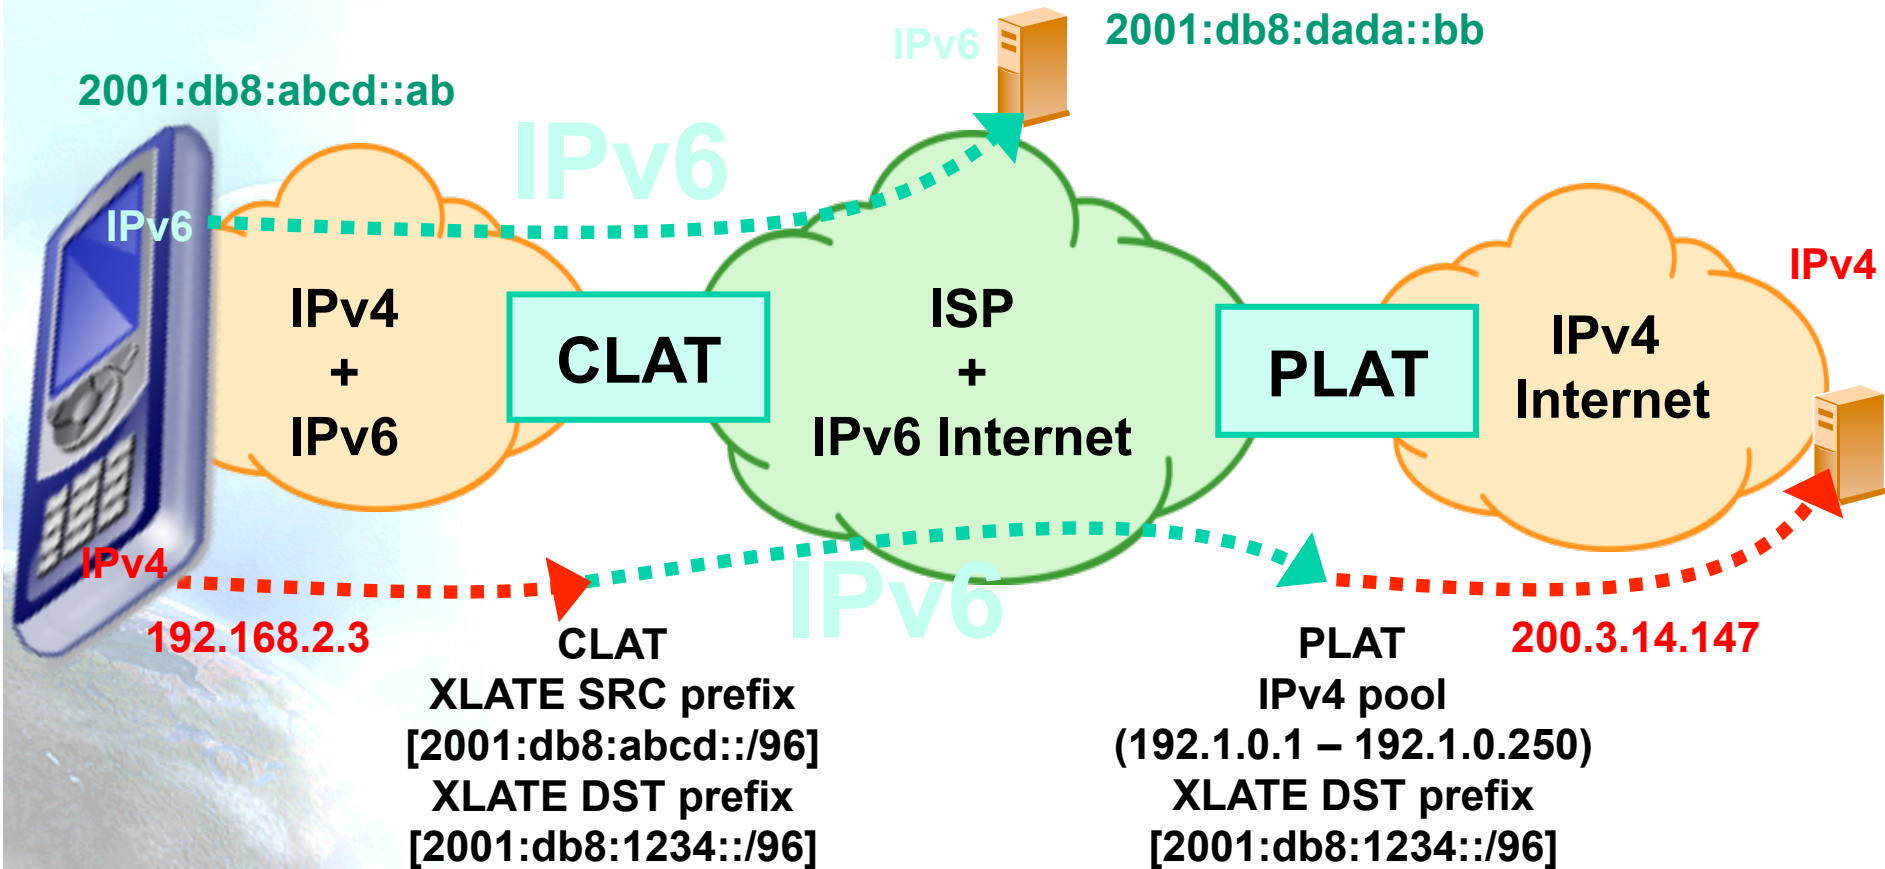 IPv6
2001:db8:dada::bb
2001:db8:abcd::ab
IPv6
IPv6
IPv4
+
IPv6
CLAT
ISP
+
IPv6 Internet
PLAT
IPv4
Internet
IPv4
IPv4
192.168.2.3
IPv6
200.3.14.147
CLAT
XLATE SRC prefix
[2001:db8:abcd::/96]
XLATE DST prefix
[2001:db8:1234::/96]
PLAT
IPv4 pool
(192.1.0.1 – 192.1.0.250)
XLATE DST prefix
[2001:db8:1234::/96]